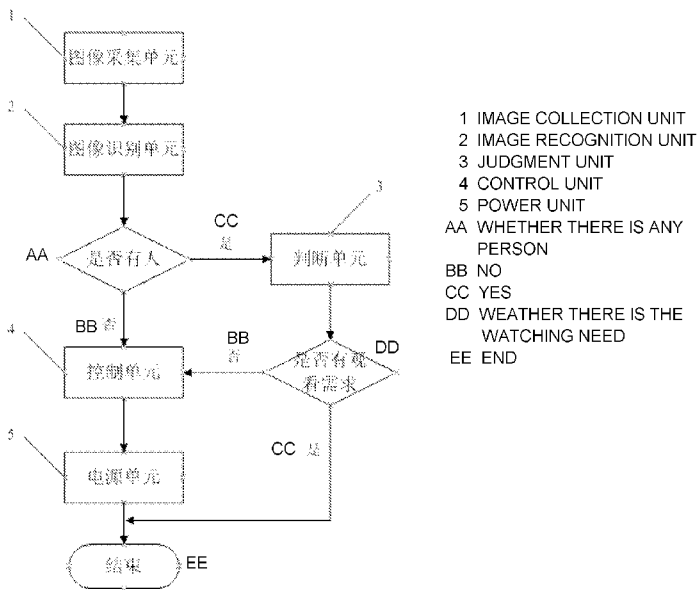 1
图像采集单元
2
图像识别单元
3
AA
是否有人
CC
是
判断单元
BB 否
BB
否
DD
4
控制单元
是否有观
看需求
CC 是
5
电源单元
结束
EE
1 IMAGE COLLECTION UNIT
2 IMAGE RECOGNITION UNIT
3 JUDGMENT UNIT
4 CONTROL UNIT
5 POWER UNIT
AA WHETHER THERE IS ANY
PERSON
BB NO
CC YES
DD WEATHER THERE IS THE
WATCHING NEED
EE END